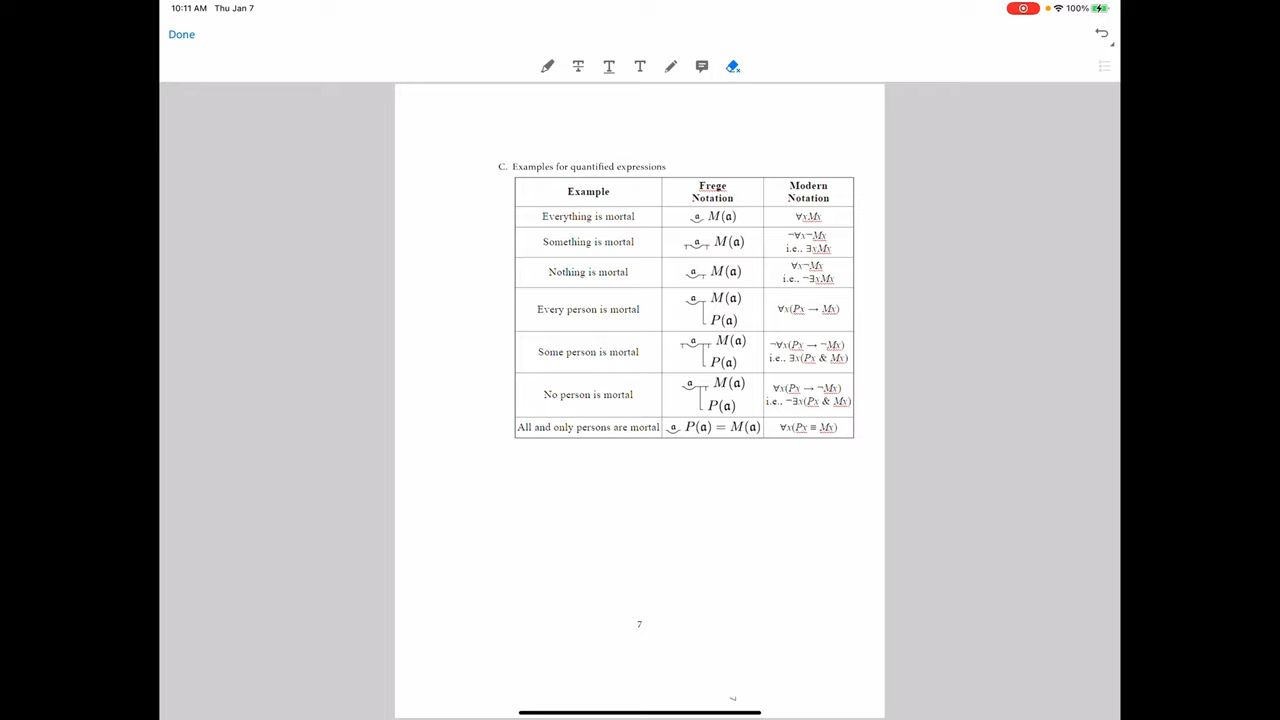 10:11 AM Thu Jan 7
100%
Done
C. Examples for quantified expressions
Example Frege Notation Modern Notation
Everything is mortal 𝔞 M(𝔞) ∀xMx
Something is mortal 𝔞 M(𝔞) ¬∀x¬Mx
i.e., ∃xMx
Nothing is mortal 𝔞 M(𝔞) ∀x¬Mx
i.e., ¬∃xMx
Every person is mortal 𝔞 M(𝔞) P(𝔞) ∀x(Px → Mx)
Some person is mortal 𝔞 M(𝔞) P(𝔞) ¬∀x(Px → ¬Mx)
i.e., ∃x(Px & Mx)
No person is mortal 𝔞 M(𝔞) P(𝔞) ∀x(Px → ¬Mx)
i.e., ¬∃x(Px & Mx)
All and only persons are mortal 𝔞 P(𝔞) = M(𝔞) ∀x(Px ≡ Mx)
7